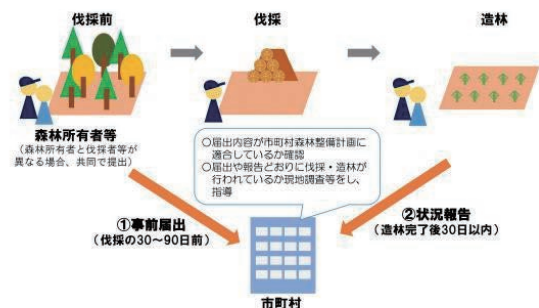 伐採前
伐採
造林
森林所有者等
(森林所有者と伐採者等が
異なる場合、共同で提出)
○届出内容が市町村森林整備計画に
適合しているか確認
○届出や報告どおりに伐採・造林が
行われているか現地調査等をし、
指導
①事前届出
(伐採の30～90日前)
②状況報告
(造林完了後30日以内)
市町村